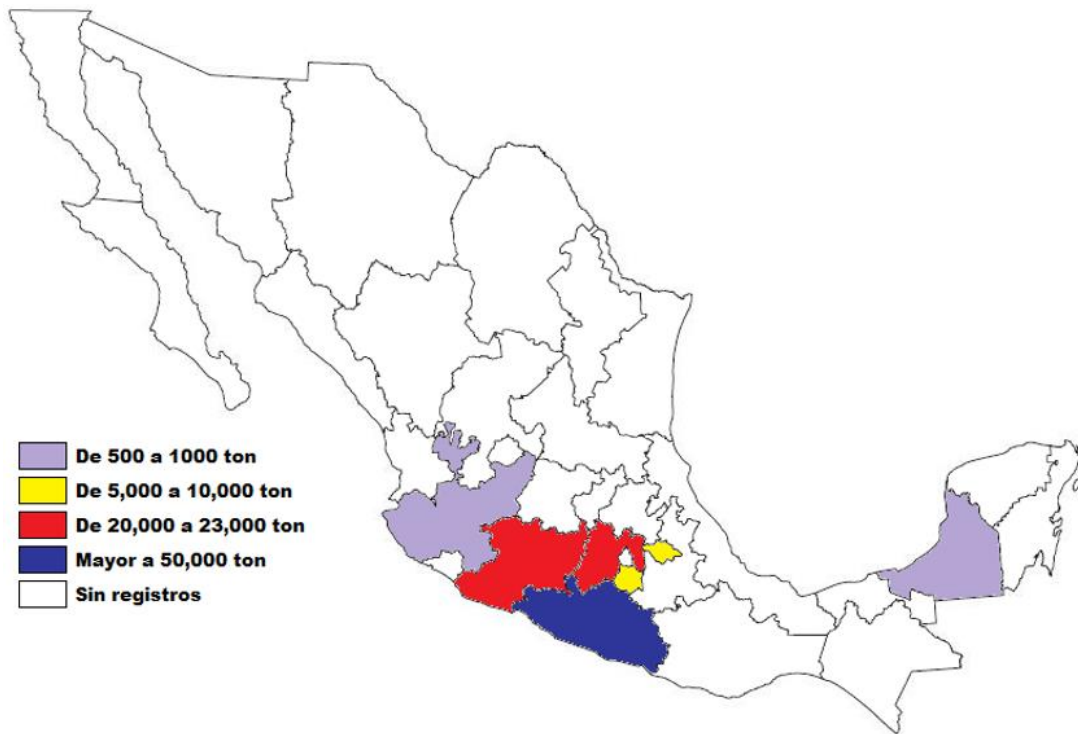 De 500 a 1000 ton
De 5,000 a 10,000 ton
De 20,000 a 23,000 ton
Mayor a 50,000 ton
Sin registros